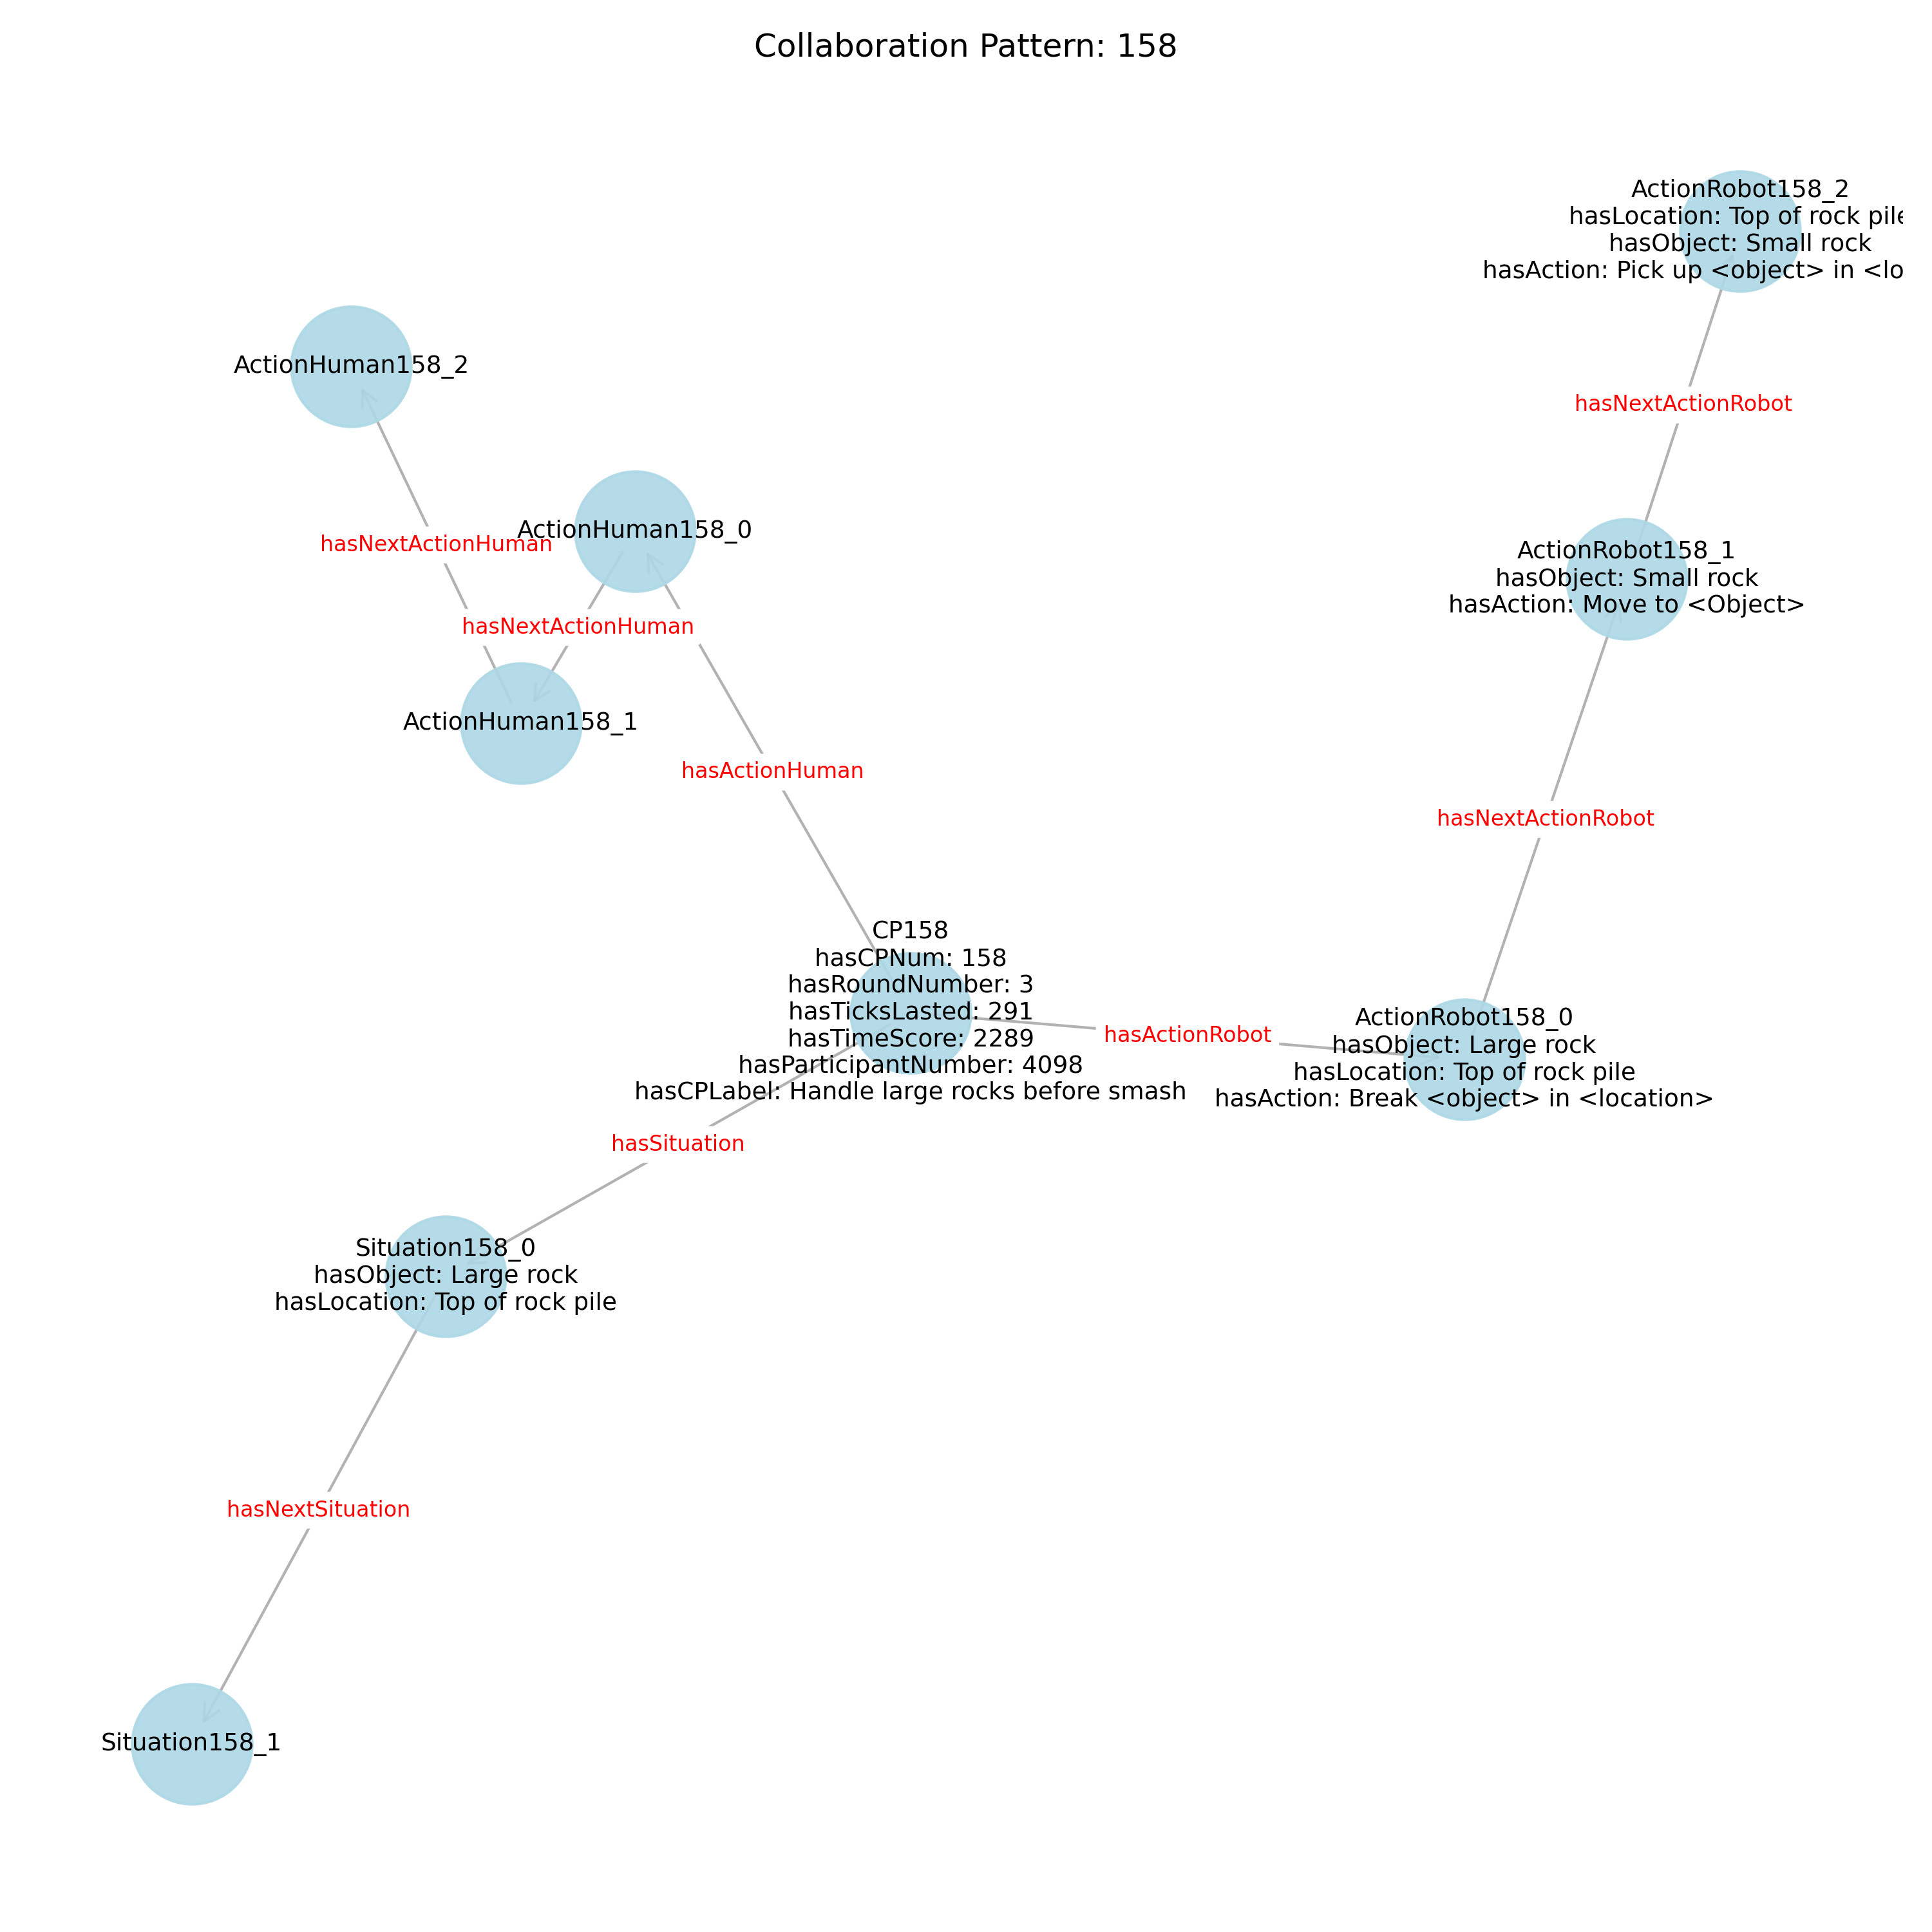 Collaboration Pattern: 158
ActionRobot158_2
hasLocation: Top of rock pile
hasObject: Small rock
hasAction: Pick up <object> in <lo
ActionHuman158_2
hasNextActionRobot
ActionHuman158_0
hasNextActionHuman
ActionRobot158_1
hasObject: Small rock
hasAction: Move to <Object>
hasNextActionHuman
ActionHuman158_1
hasActionHuman
hasNextActionRobot
CP158
hasCPNum: 158
hasRoundNumber: 3
hasTicksLasted: 291
hasTimeScore: 2289
hasParticipantNumber: 4098
hasCPLabel: Handle large rocks before smash
hasActionRobot
ActionRobot158_0
hasObject: Large rock
hasLocation: Top of rock pile
hasAction: Break <object> in <location>
hasSituation
Situation158_0
hasObject: Large rock
hasLocation: Top of rock pile
hasNextSituation
Situation158_1